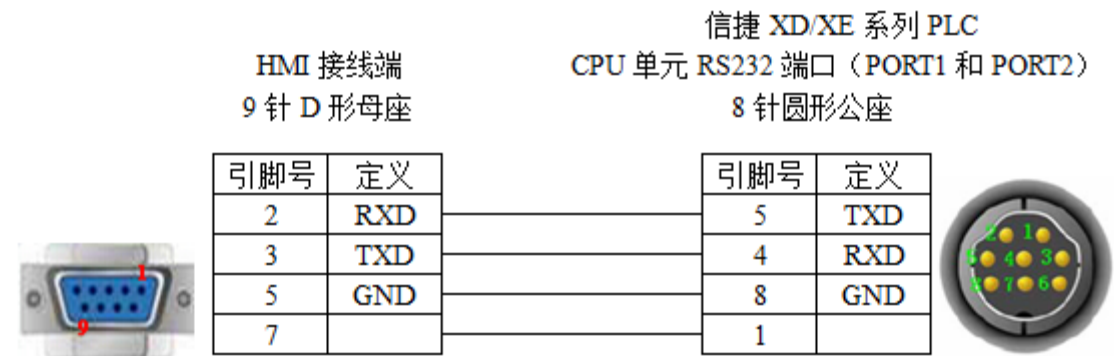 信捷 XD/XE 系列 PLC
HMI 接线端
CPU 单元 RS232 端口（PORT1 和 PORT2）
9 针 D 形母座
8 针圆形公座
引脚号 定义
引脚号 定义
2 RXD
5 TXD
3 TXD
4 RXD
5 GND
8 GND
7
1
1
9
2 1
5 4 3
8 7 6